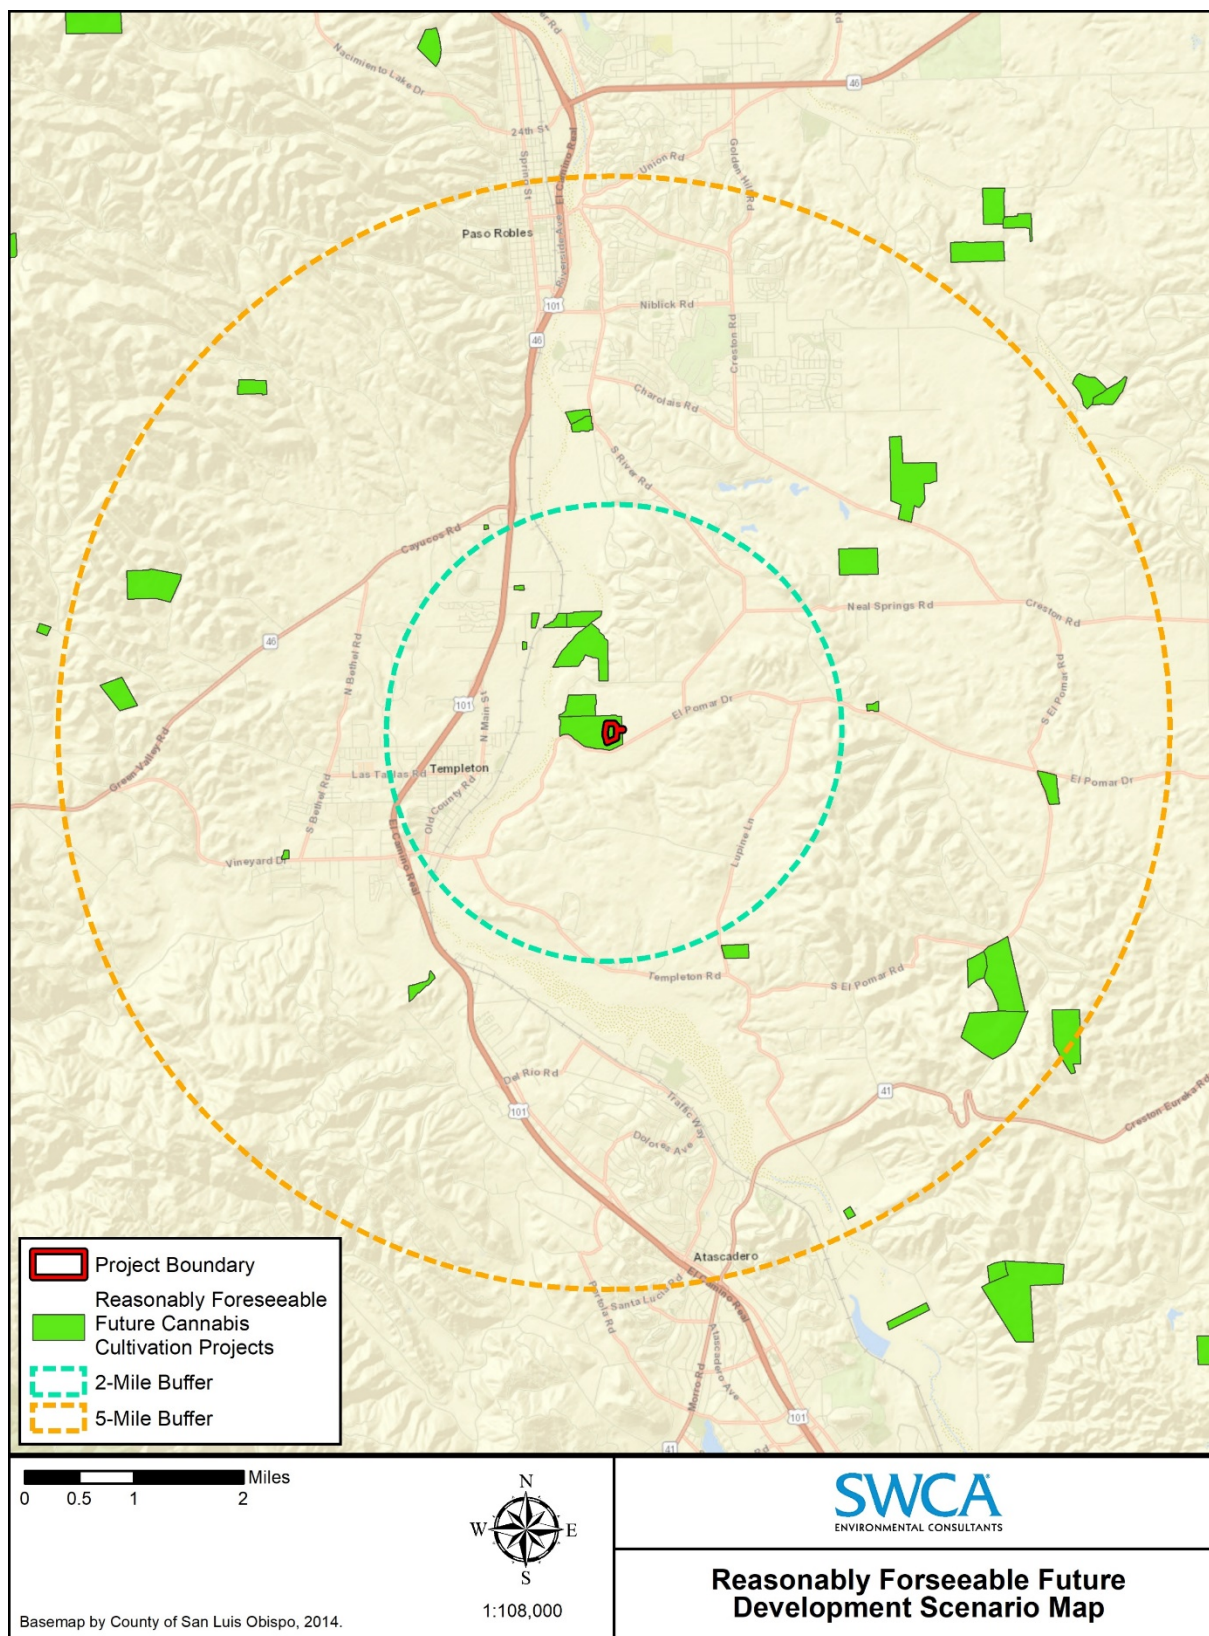 Nacimiento Lake Dr
46
24th St
Spring St
El Camino Real
Union Rd
Golden Hill Rd
Paso Robles
Riverside Ave
101
Niblick Rd
46
Creston Rd
Charolais Rd
S River Rd
Cayucos Rd
Neal Springs Rd
Creston Rd
46
N Bethel Rd
S El Pomar Rd
101
N Main St
El Pomar Dr
Green Valley Rd
Las Tablas Rd
Templeton
El Pomar Dr
S Bethel Rd
Old County Rd
El Camino Real
Lupine Ln
Vineyard Dr
Templeton Rd
S El Pomar Rd
Del Rio Rd
101
Traffic Way
41
Creston Eureka Rd
Dolores Ave
Atascadero
El Camino Real
Santa Lucia Rd
Portola Rd
Atascadero Ave
Morro Rd
101
41
Rd
Project Boundary
Reasonably Foreseeable
Future Cannabis
Cultivation Projects
2-Mile Buffer
5-Mile Buffer
Miles
0 0.5 1 2
N
W E
S
1:108,000
Basemap by County of San Luis Obispo, 2014.
SWCA
ENVIRONMENTAL CONSULTANTS
Reasonably Forseeable Future
Development Scenario Map